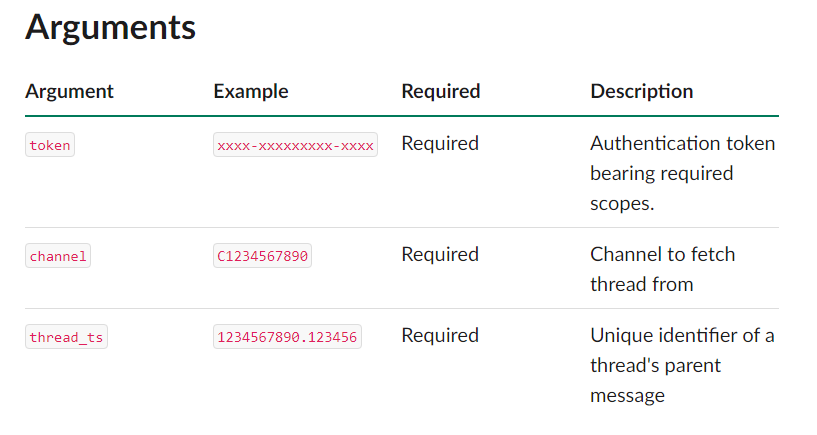 Arguments
Argument Example Required Description
token xxxx-xxxxxxxxx-xxxx Required Authentication token
bearing required
scopes.
channel C1234567890 Required Channel to fetch
thread from
thread_ts 1234567890.123456 Required Unique identifier of a
thread's parent
message